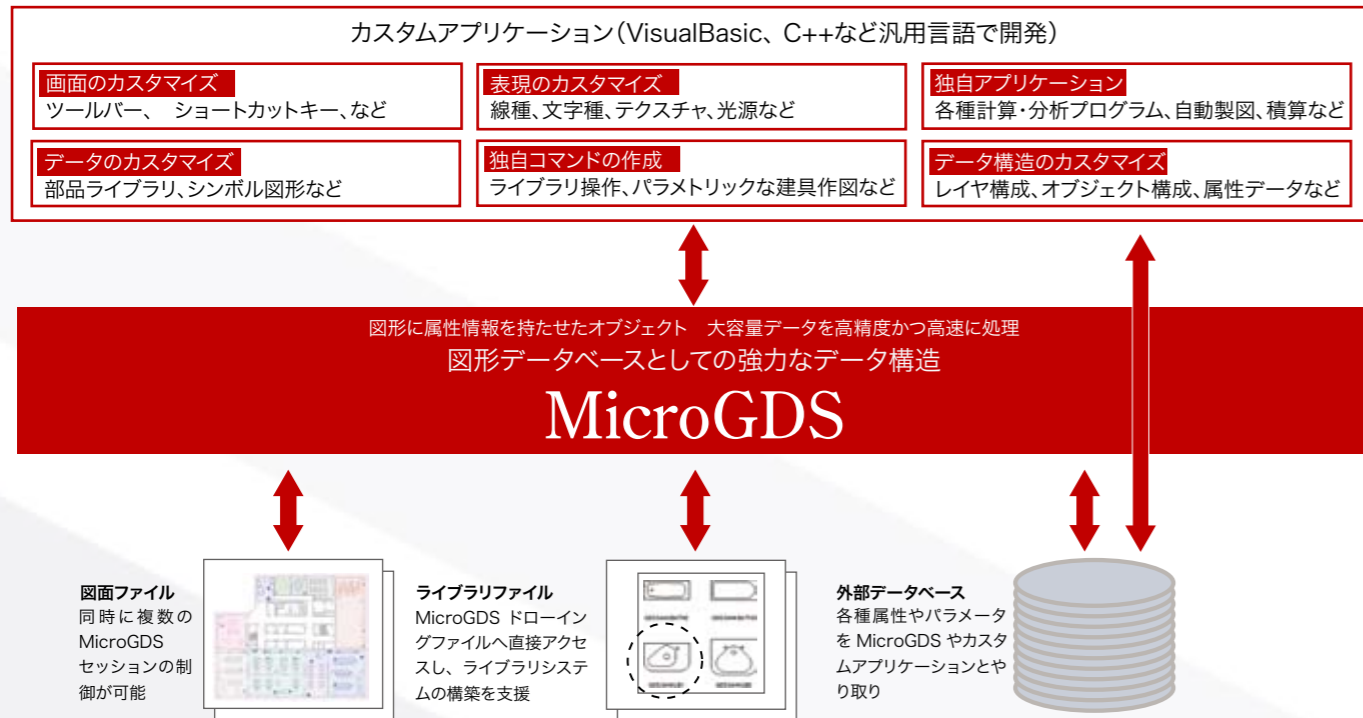 カスタムアプリケーション（VisualBasic、C++など汎用言語で開発）
画面のカスタマイズ
ツールバー、　ショートカットキー、など
表現のカスタマイズ
線種、文字種、テクスチャ、光源など
独自アプリケーション
各種計算・分析プログラム、自動製図、積算など
データのカスタマイズ
部品ライブラリ、シンボル図形など
独自コマンドの作成
ライブラリ操作、パラメトリックな建具作図など
データ構造のカスタマイズ
レイヤ構成、オブジェクト構成、属性データなど
図形に属性情報を持たせたオブジェクト　大容量データを高精度かつ高速に処理
図形データベースとしての強力なデータ構造
MicroGDS
図面ファイル
同時に複数の
MicroGDS
セッションの制
御が可能
ライブラリファイル
MicroGDS ドローイン
グファイルへ直接アクセ
スし、ライブラリシステ
ムの構築を支援
外部データベース
各種属性やパラメータ
を MicroGDS やカスタ
ムアプリケーションとや
り取り